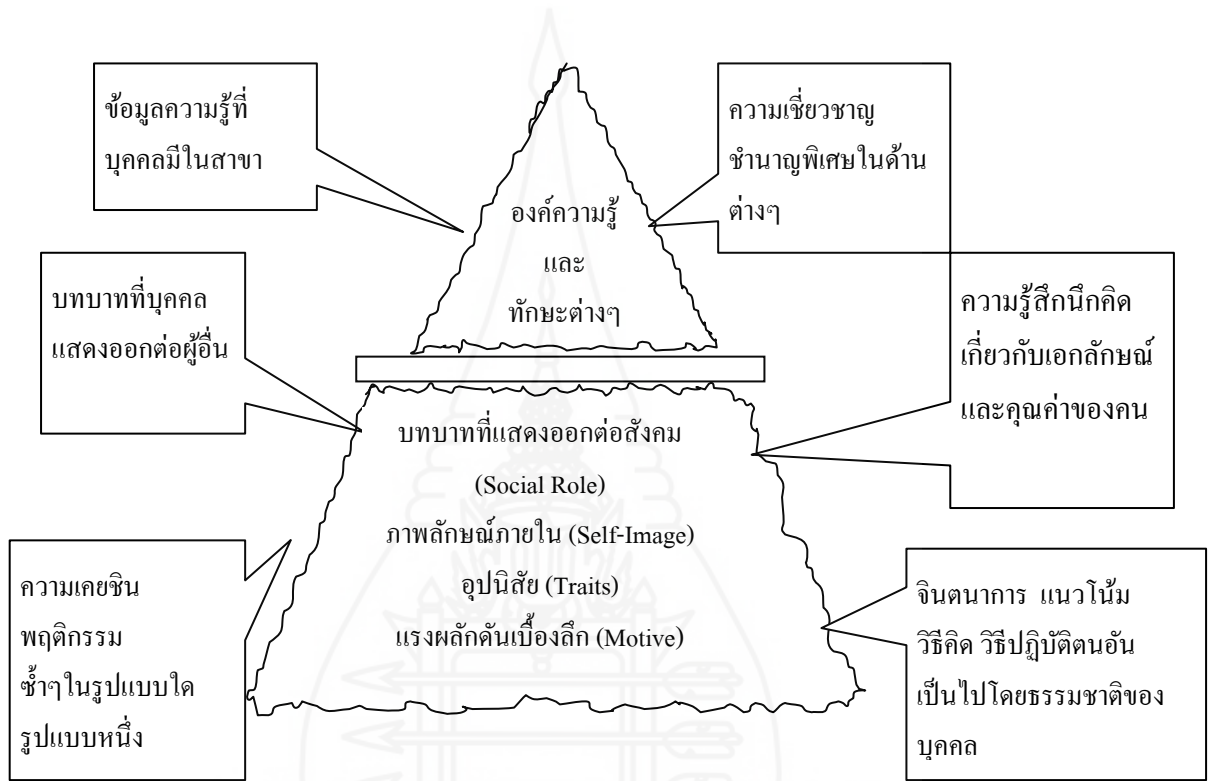 ข้อมูลความรู้ที่
บุคคลมีในสาขา
ความเชี่ยวชาญ
ชำนาญพิเศษในด้าน
ต่างๆ
องค์ความรู้
และ
ทักษะต่างๆ
บทบาทที่บุคคล
แสดงออกต่อผู้อื่น
ความรู้สึกนึกคิด
เกี่ยวกับเอกลักษณ์
และคุณค่าของคน
บทบาทที่แสดงออกต่อสังคม
(Social Role)
ภาพลักษณ์ภายใน (Self-Image)
อุปนิสัย (Traits)
แรงผลักดันเบื้องลึก (Motive)
ความเคยชิน
พฤติกรรม
ซ้ำๆในรูปแบบใด
รูปแบบหนึ่ง
จินตนาการ แนวโน้ม
วิธีคิด วิธีปฏิบัติตนอัน
เป็นไปโดยธรรมชาติของ
บุคคล